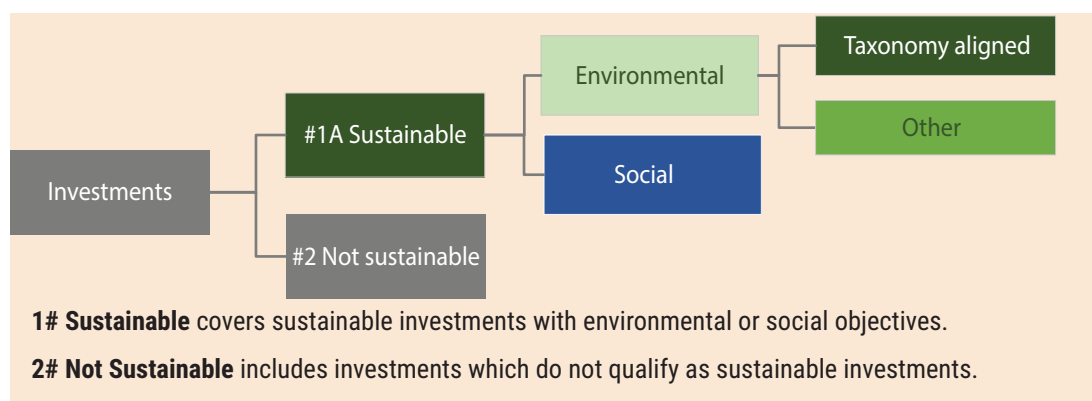 Taxonomy aligned
Environmental
Other
#1A Sustainable
Social
Investments
#2 Not sustainable
1# Sustainable covers sustainable investments with environmental or social objectives.
2# Not Sustainable includes investments which do not qualify as sustainable investments.